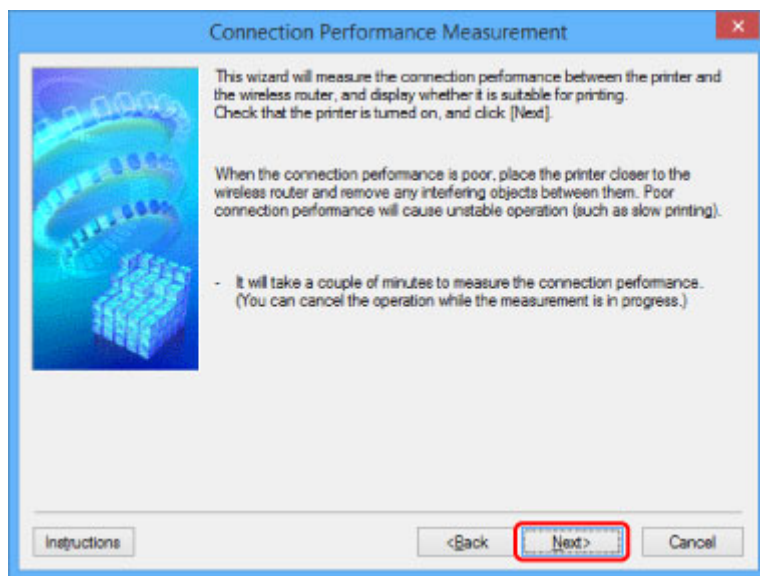 Connection Performance Measurement
This wizard will measure the connection performance between the printer and
the wireless router, and display whether it is suitable for printing.
Check that the printer is turned on, and click [Next].
When the connection performance is poor, place the printer closer to the
wireless router and remove any interfering objects between them. Poor
connection performance will cause unstable operation (such as slow printing).
- It will take a couple of minutes to measure the connection performance.
(You can cancel the operation while the measurement is in progress.)
Instructions <Back Next> Cancel